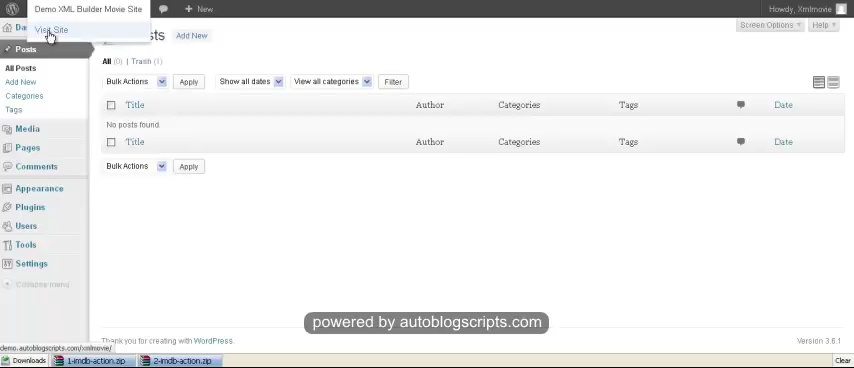 Demo XML Builder Movie Site
+ New
Howdy, Xmlmovie
Visit Site
Add New
Screen Options
Help
Posts
All (0) | Trash (1)
All Posts
Add New
Categories
Tags
Media
Pages
Comments
Appearance
Plugins
Users
Tools
Settings
Collapse menu
Bulk Actions
Apply
Show all dates
View all categories
Filter
Title
Author
Categories
Tags
Date
No posts found.
Title
Author
Categories
Tags
Date
Bulk Actions
Apply
powered by autoblogscripts.com
Thank you for creating with WordPress.
Version 3.6.1
demo.autoblogscripts.com/xmlmovie/
Downloads
1-imdb-action.zip
2-imdb-action.zip
Clear